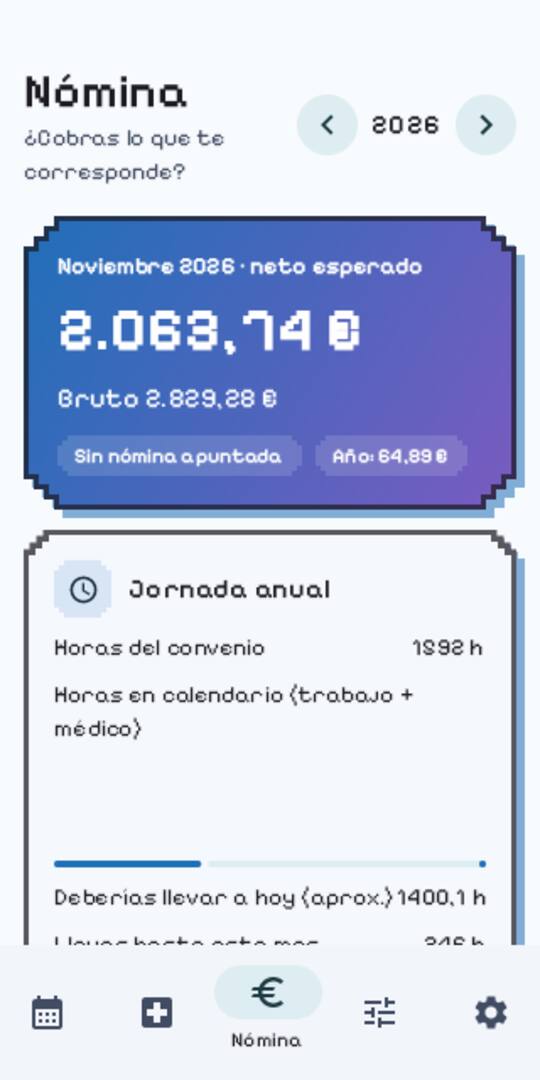 Nómina
¿Cobras lo que te
corresponde?
2026
Noviembre 2026 · neto esperado
2.063,74 €
Bruto 2.829,28 €
Sin nómina apuntada
Año: 64,89 €
Jornada anual
Horas del convenio
1892 h
Horas en calendario (trabajo +
médico)
Deberías llevar a hoy (aprox.) 1400,1 h
Nómina